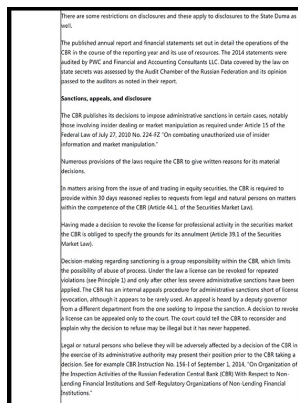 There are some restrictions on disclosures and these apply to disclosures to the State Duma as
well.
The published annual report and financial statements set out in detail the operations of the
CBR in the course of the reporting year and its use of resources. The 2014 statements were
audited by PWC and Financial and Accounting Consultants LLC. Data covered by the law on
state secrets was assessed by the Audit Chamber of the Russian Federation and its opinion
passed to the auditors as noted in their report.
Sanctions, appeals, and disclosure
The CBR publishes its decisions to impose administrative sanctions in certain cases, notably
those involving insider dealing or market manipulation as required under Article 15 of the
Federal Law of July 27, 2010 No. 224-FZ "On combating unauthorized use of insider
information and market manipulation."
Numerous provisions of the laws require the CBR to give written reasons for its material
decisions.
In matters arising from the issue of and trading in equity securities, the CBR is required to
provide within 30 days reasoned replies to requests from legal and natural persons on matters
within the competence of the CBR (Article 44.1. of the Securities Market Law).
Having made a decision to revoke the license for professional activity in the securities market
the CBR is obliged to specify the grounds for its annulment (Article 39.1 of the Securities
Market Law).
Decision-making regarding sanctioning is a group responsibility within the CBR, which limits
the possibility of abuse of process. Under the law a license can be revoked for repeated
violations (see Principle 1) and only after other less severe administrative sanctions have been
applied. The CBR has an internal appeals procedure for administrative sanctions short of license
revocation, although it appears to be rarely used. An appeal is heard by a deputy governor
from a different department from the one seeking to impose the sanction. A decision to revoke
a license can be appealed only to the court. The court could tell the CBR to reconsider and
explain why the decision to refuse may be illegal but it has never happened.
Legal or natural persons who believe they will be adversely affected by a decision of the CBR in
the exercise of its administrative authority may present their position prior to the CBR taking a
decision. See for example CBR Instruction No. 156-I of September 1, 2014, "On Organization of
the Inspection Activities of the Russian Federation Central Bank (CBR) With Respect to Non-
Lending Financial Institutions and Self-Regulatory Organizations of Non-Lending Financial
Institutions."